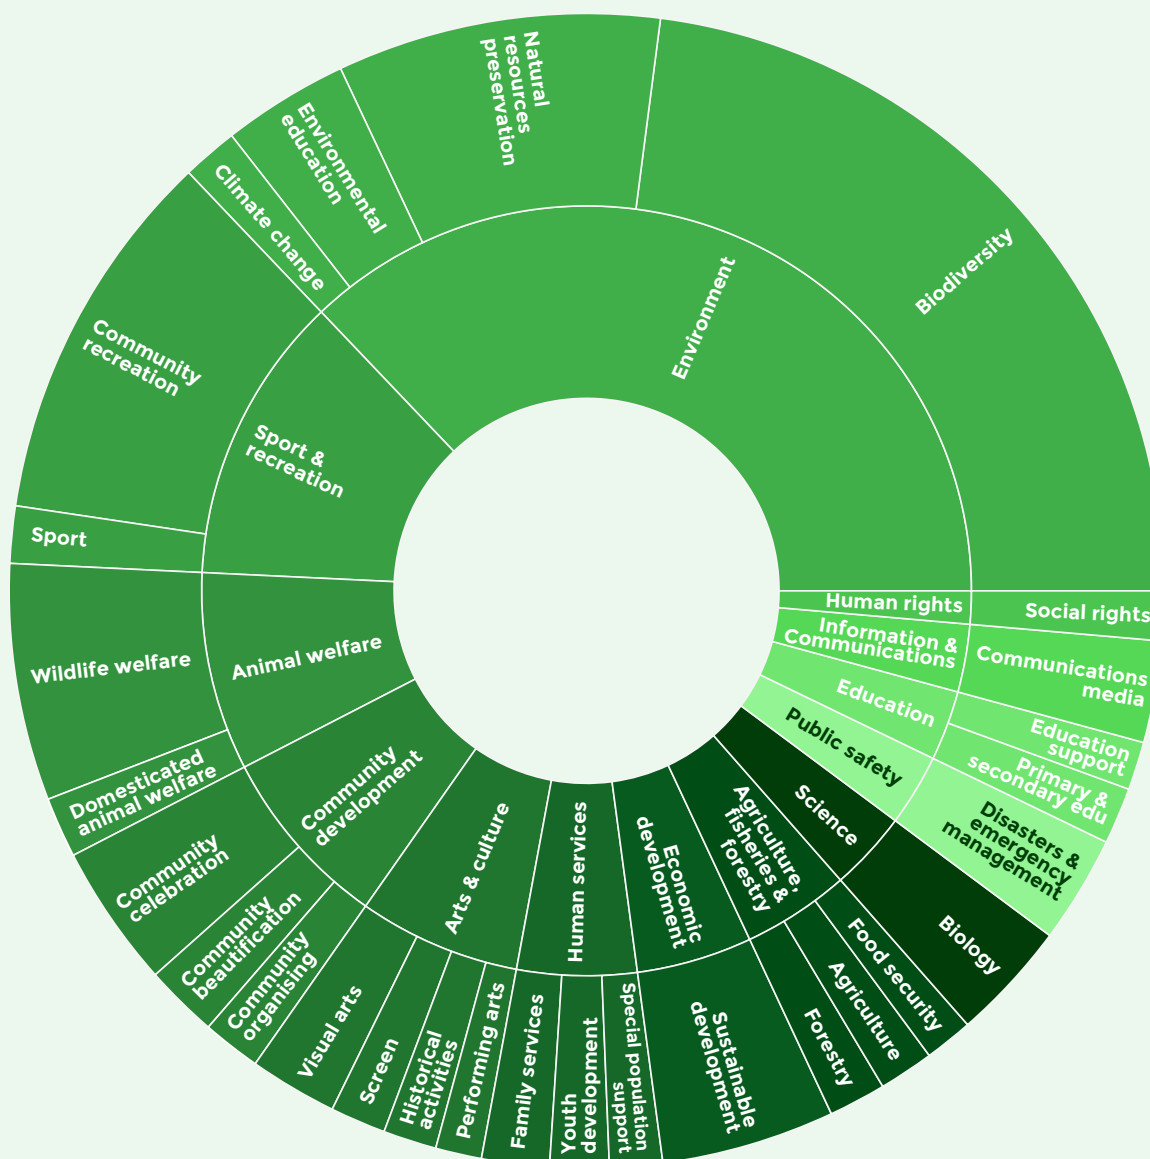 Natural
resources
preservation
Environmental
education
Climate change
Biodiversity
Environment
Community
recreation
Sport &
recreation
Sport
Wildlife welfare
Animal welfare
Domesticated
animal welfare
Community
celebration
Community
development
Community
beautification
Community
organising
Arts & culture
Visual arts
Screen
Historical
activities
Performing arts
Human services
Family services
Youth
development
Special population
support
Economic
development
Sustainable
development
Agriculture,
fisheries &
forestry
Forestry
Agriculture
Food security
Science
Biology
Public safety
Disasters &
emergency
management
Education
Primary &
secondary edu
Education
support
Information &
Communications
Communications
media
Human rights
Social rights